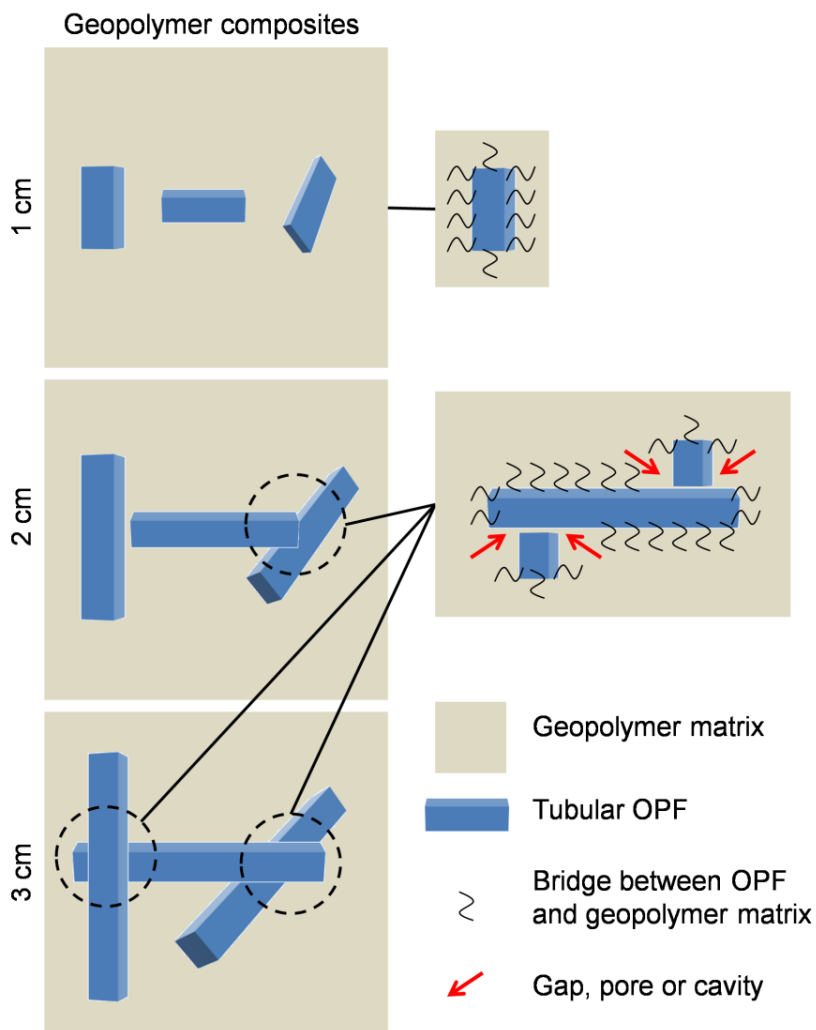 Geopolymer composites
1 cm
2 cm
3 cm
Geopolymer matrix
Tubular OPF
Bridge between OPF
and geopolymer matrix
Gap, pore or cavity